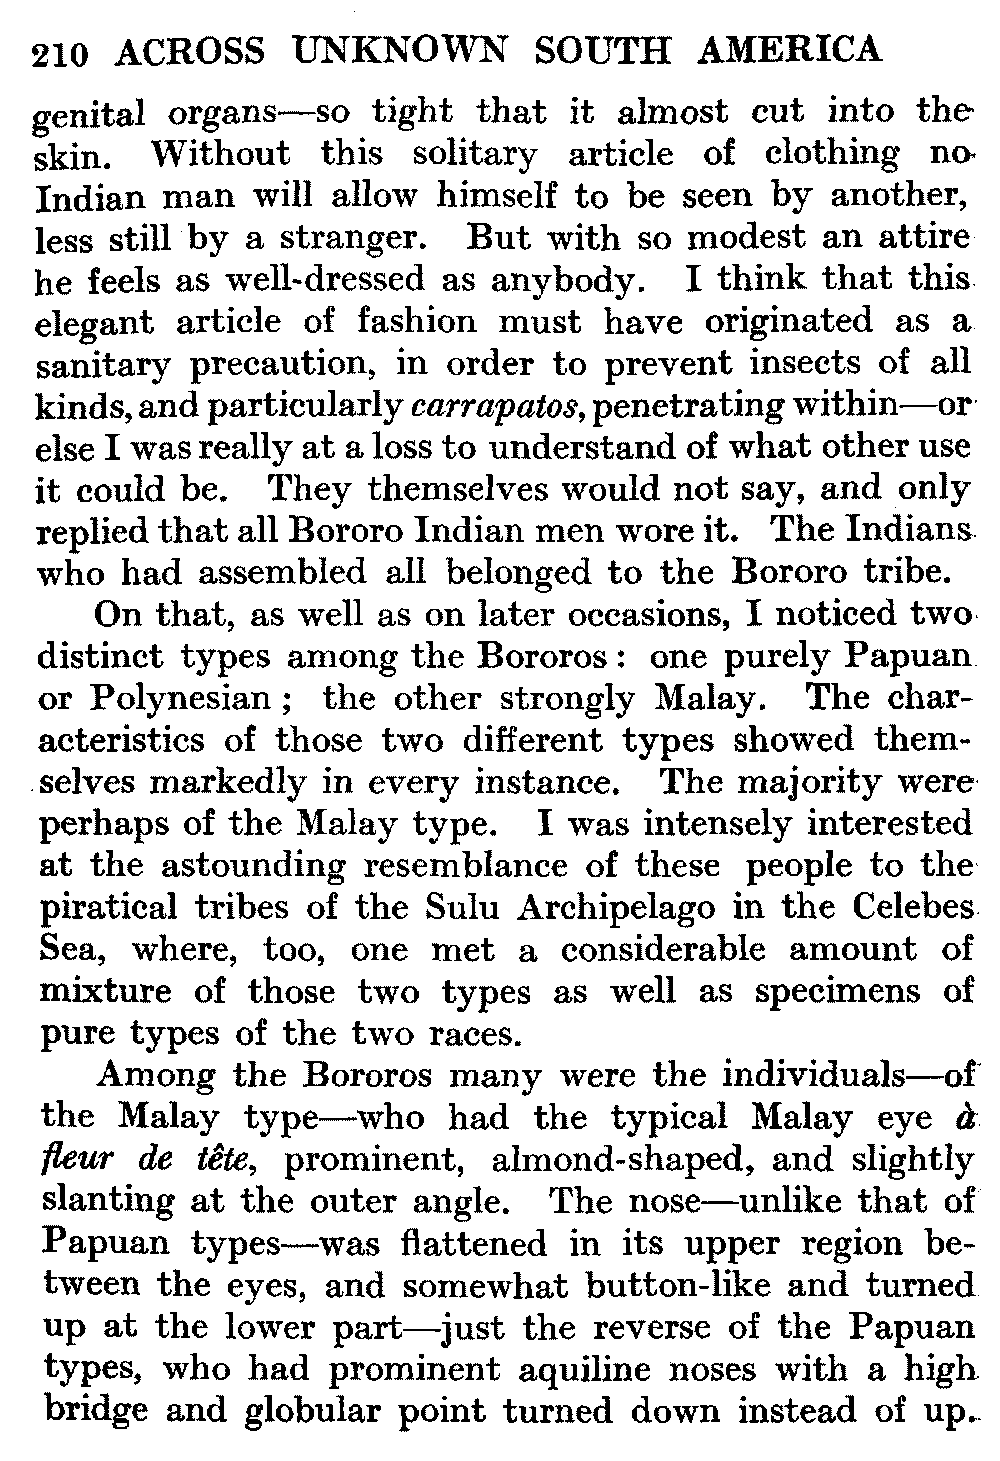 210 ACROSS UNKNOWN SOUTH AMERICA
genital organs—so tight that it almost cut into the
skin. Without this solitary article of clothing no
Indian man will allow himself to be seen by another,
less still by a stranger. But with so modest an attire
he feels as well-dressed as anybody. I think that this
elegant article of fashion must have originated as a
sanitary precaution, in order to prevent insects of all
kinds, and particularly carrapatos, penetrating within—or
else I was really at a loss to understand of what other use
it could be. They themselves would not say, and only
replied that all Bororo Indian men wore it. The Indians
who had assembled all belonged to the Bororo tribe.
On that, as well as on later occasions, I noticed two
distinct types among the Bororos : one purely Papuan
or Polynesian ; the other strongly Malay. The char-
acteristics of those two different types showed them-
selves markedly in every instance. The majority were
perhaps of the Malay type. I was intensely interested
at the astounding resemblance of these people to the
piratical tribes of the Sulu Archipelago in the Celebes
Sea, where, too, one met a considerable amount of
mixture of those two types as well as specimens of
pure types of the two races.
Among the Bororos many were the individuals—of
the Malay type—who had the typical Malay eye à
fleur de tête, prominent, almond-shaped, and slightly
slanting at the outer angle. The nose—unlike that of
Papuan types—was flattened in its upper region be-
tween the eyes, and somewhat button-like and turned
up at the lower part—just the reverse of the Papuan
types, who had prominent aquiline noses with a high
bridge and globular point turned down instead of up.